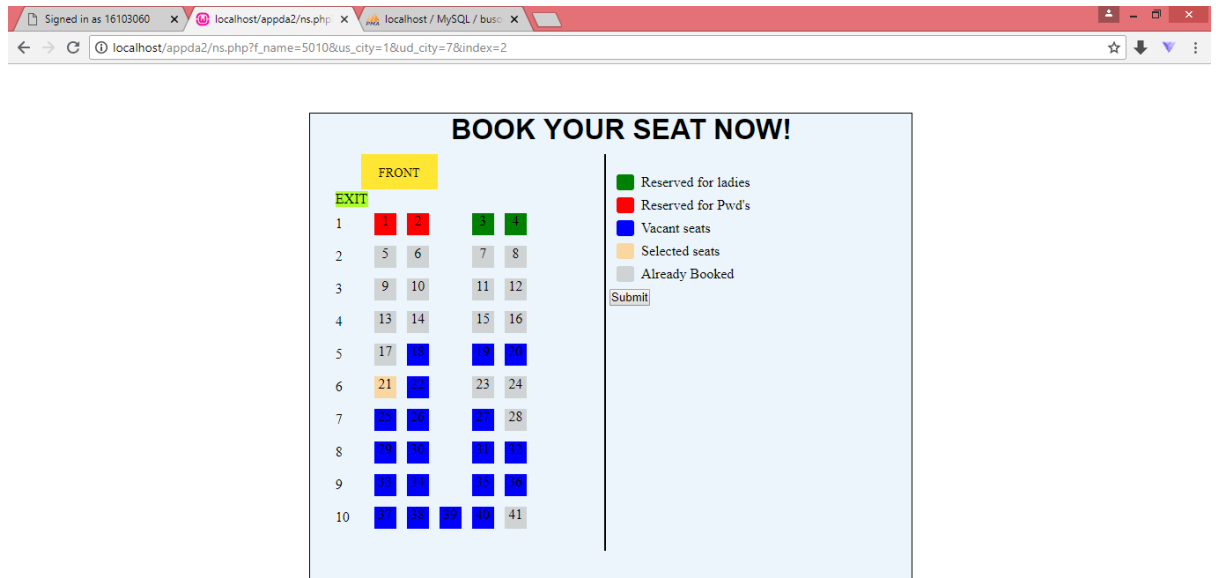 Signed in as 16103060
localhost/appda2/ns.php
localhost / MySQL / buso
localhost/appda2/ns.php?f_name=5010&us_city=1&ud_city=7&index=2
BOOK YOUR SEAT NOW!
FRONT
EXIT
1 1 2 3 4
2 5 6 7 8
3 9 10 11 12
4 13 14 15 16
5 17 18 19 20
6 21 22 23 24
7 25 26 27 28
8 29 30 31 32
9 33 34 35 36
10 37 38 39 40 41
Reserved for ladies
Reserved for Pwd's
Vacant seats
Selected seats
Already Booked
Submit